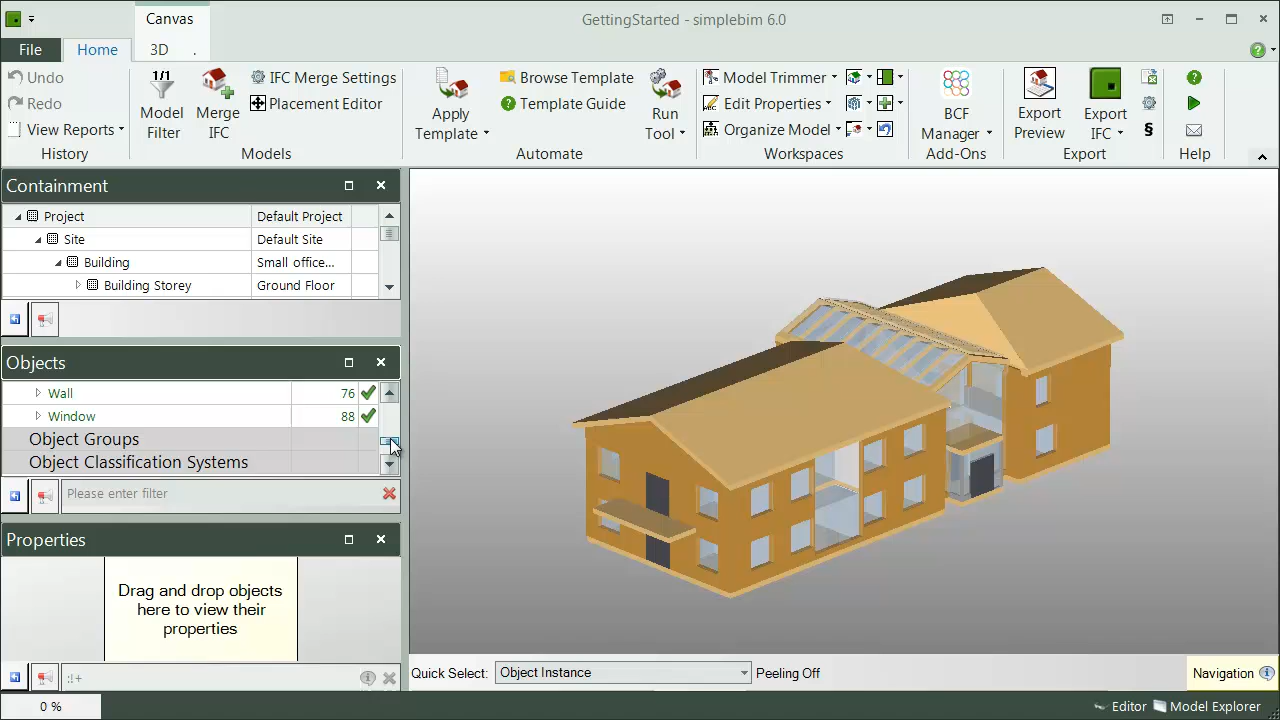 Canvas
GettingStarted - simplebim 6.0
File
Home
3D
Undo
Redo
View Reports
History
1/1
Model
Filter
Merge
IFC
IFC Merge Settings
Placement Editor
Models
Apply
Template
Browse Template
Template Guide
Run
Tool
Automate
Model Trimmer
Edit Properties
Organize Model
Workspaces
BCF
Manager
Add-Ons
Export
Preview
Export
IFC
§
Export
Help
Containment
Project Default Project
Site Default Site
Building Small office...
Building Storey Ground Floor
Objects
Wall 76
Window 88
Object Groups
Object Classification Systems
Please enter filter
Properties
Drag and drop objects
here to view their
properties
Quick Select: Object Instance Peeling Off
Navigation
0 %
Editor Model Explorer